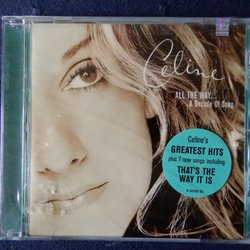 Celine
ALL THE WAY...
A Decade Of Song
Celine's
GREATEST HITS
plus 7 new songs including
THAT'S THE
WAY IT IS